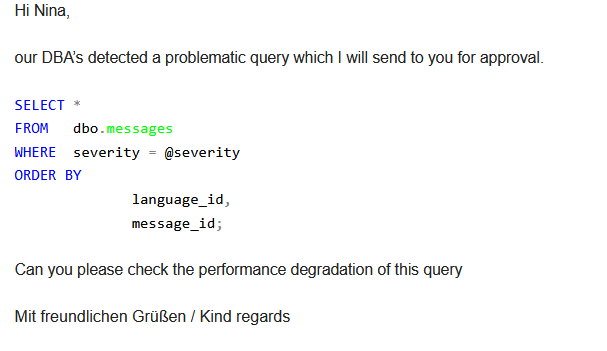 Hi Nina,
our DBA's detected a problematic query which I will send to you for approval.
SELECT *
FROM dbo.messages
WHERE severity = @severity
ORDER BY
language_id,
message_id;
Can you please check the performance degradation of this query
Mit freundlichen Grüßen / Kind regards